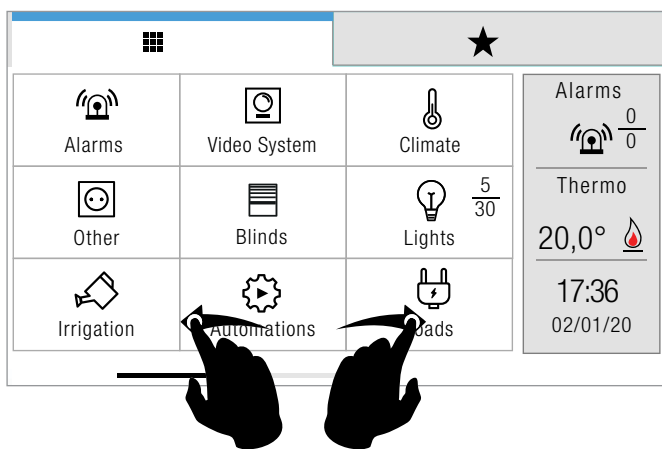 Alarms
Video System
Climate
Other
Blinds
Lights
5
30
Irrigation
Automations
Alarms
0
0
Thermo
20,0°
17:36
02/01/20